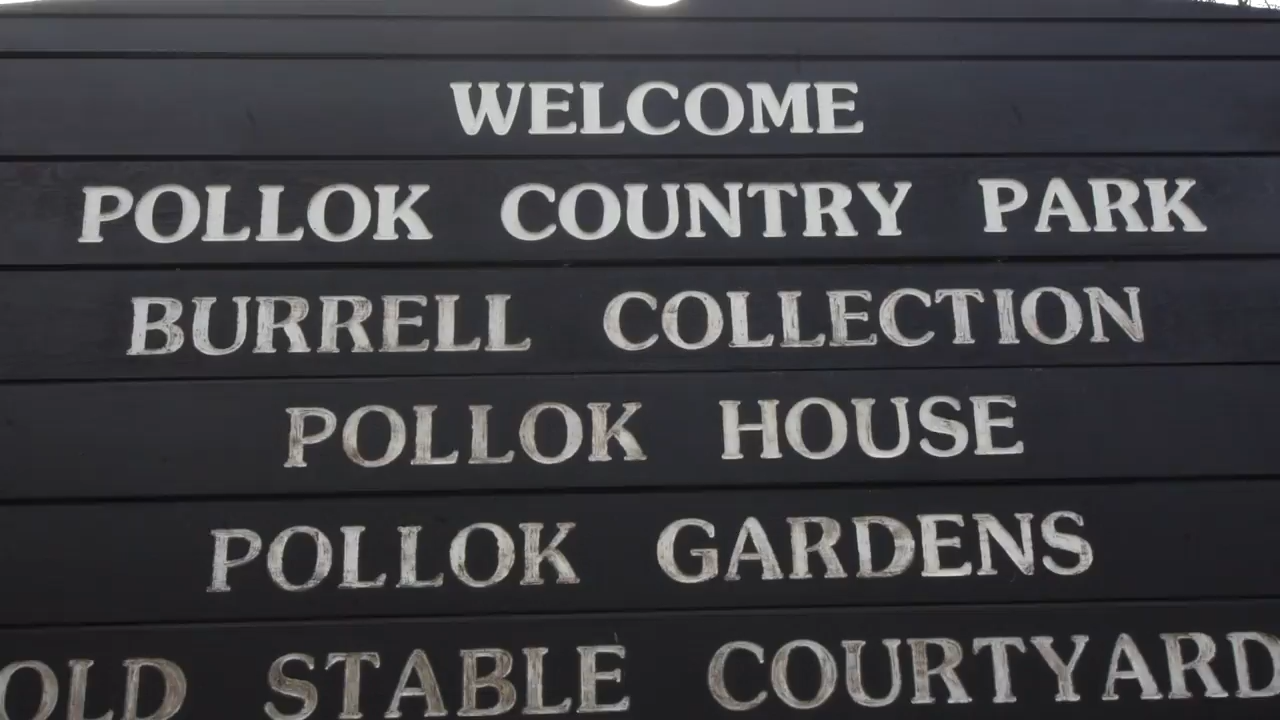 WELCOME
POLLOK COUNTRY PARK
BURRELL COLLECTION
POLLOK HOUSE
POLLOK GARDENS
OLD STABLE COURTYARD